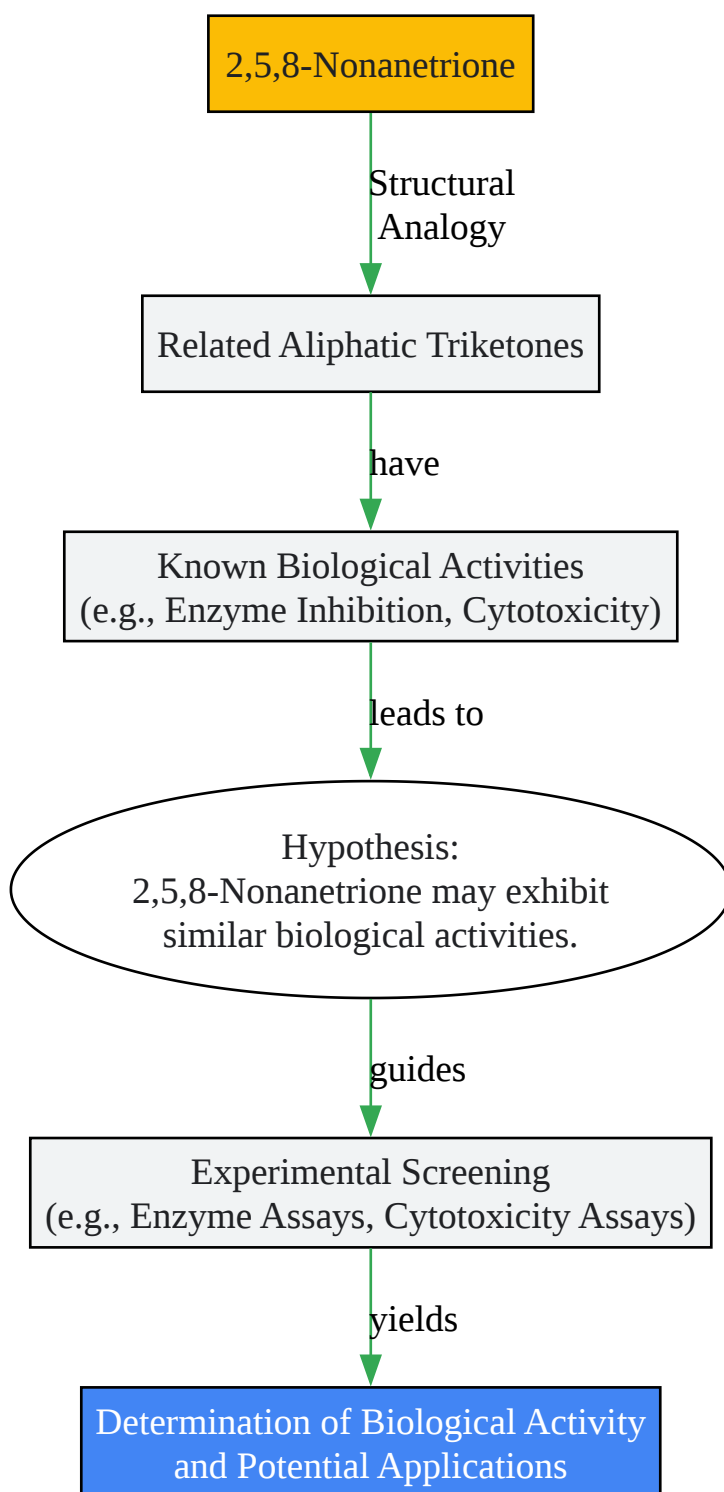 2,5,8-Nonanetrione
Structural
Analogy
Related Aliphatic Triketones
have
Known Biological Activities
(e.g., Enzyme Inhibition, Cytotoxicity)
leads to
Hypothesis:
2,5,8-Nonanetrione may exhibit
similar biological activities.
guides
Experimental Screening
(e.g., Enzyme Assays, Cytotoxicity Assays)
yields
Determination of Biological Activity
and Potential Applications